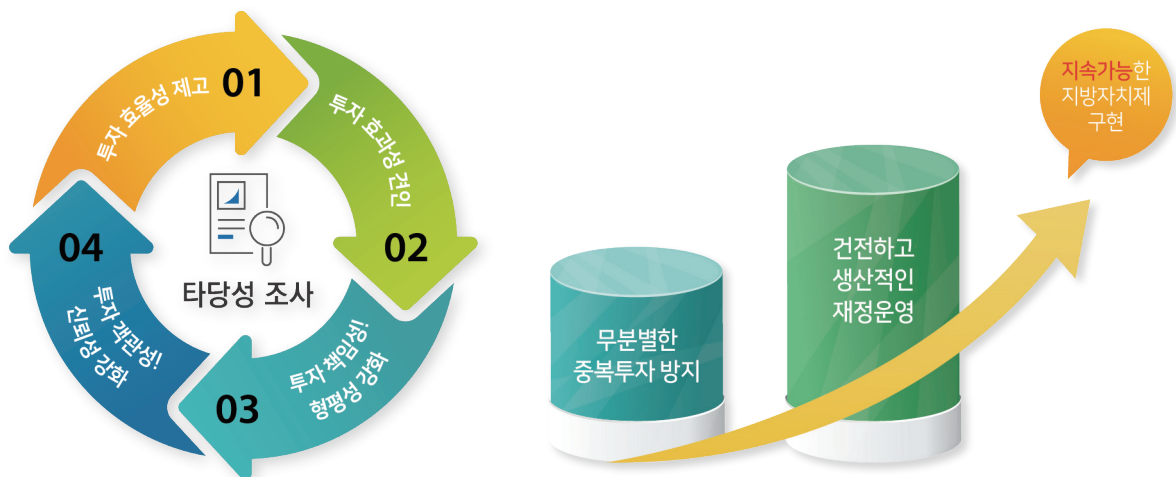 01
투자 효율성 제고
투자 효과성 견인
02
03
투자 책임성!
형평성 강화
04
투자 객관성!
신뢰성 강화
타당성 조사
무분별한
중복투자 방지
건전하고
생산적인
재정운영
지속가능한
지방자치제
구현